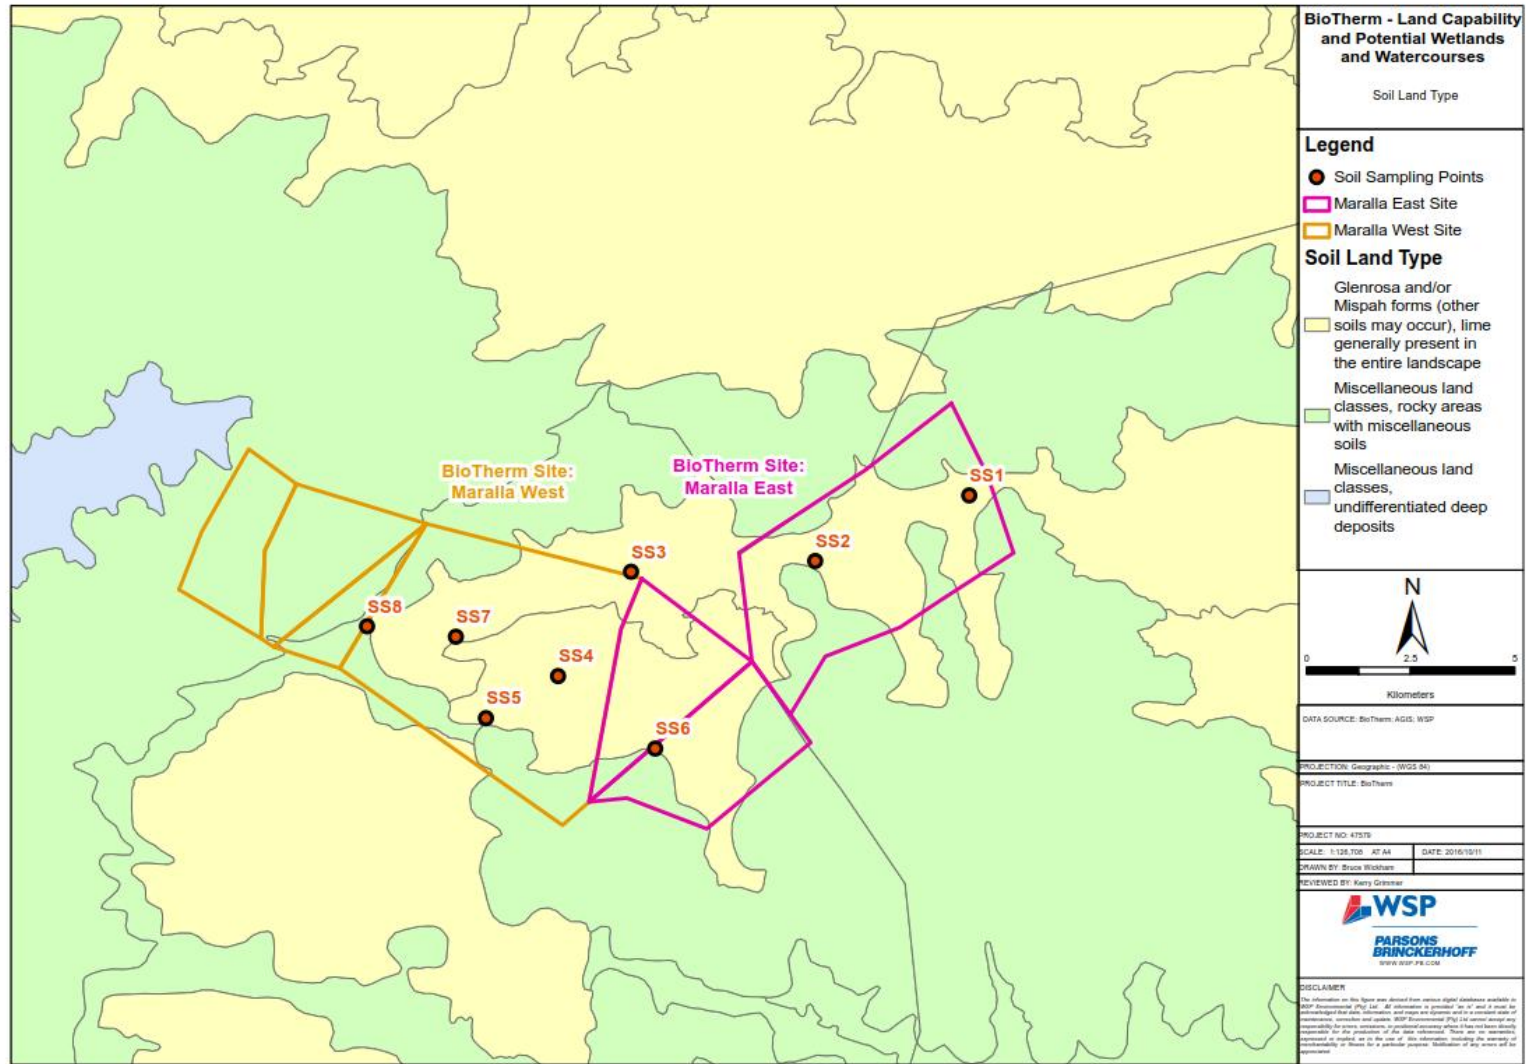 BioTherm - Land Capability
and Potential Wetlands
and Watercourses
Soil Land Type
Legend
Soil Sampling Points
Maralla East Site
Maralla West Site
Soil Land Type
Glenrosa and/or
Mispah forms (other
soils may occur), lime
generally present in
the entire landscape
Miscellaneous land
classes, rocky areas
with miscellaneous
soils
Miscellaneous land
classes,
undifferentiated deep
deposits
N
0 2.5 5
Kilometers
DATA SOURCE: BioTherm; AGIS; WSP
PROJECTION: Geographic - (WGS 84)
PROJECT TITLE: BioTherm
PROJECT NO: 47579
SCALE: 1:126,708 AT A4 DATE: 2016/10/11
DRAWN BY: Bruce Wickham
REVIEWED BY: Kerry Grimmer
WSP
PARSONS
BRINCKERHOFF
WWW.WSP-PB.COM
DISCLAIMER
BioTherm Site:
Maralla West
BioTherm Site:
Maralla East
SS1
SS2
SS3
SS8
SS7
SS4
SS5
SS6